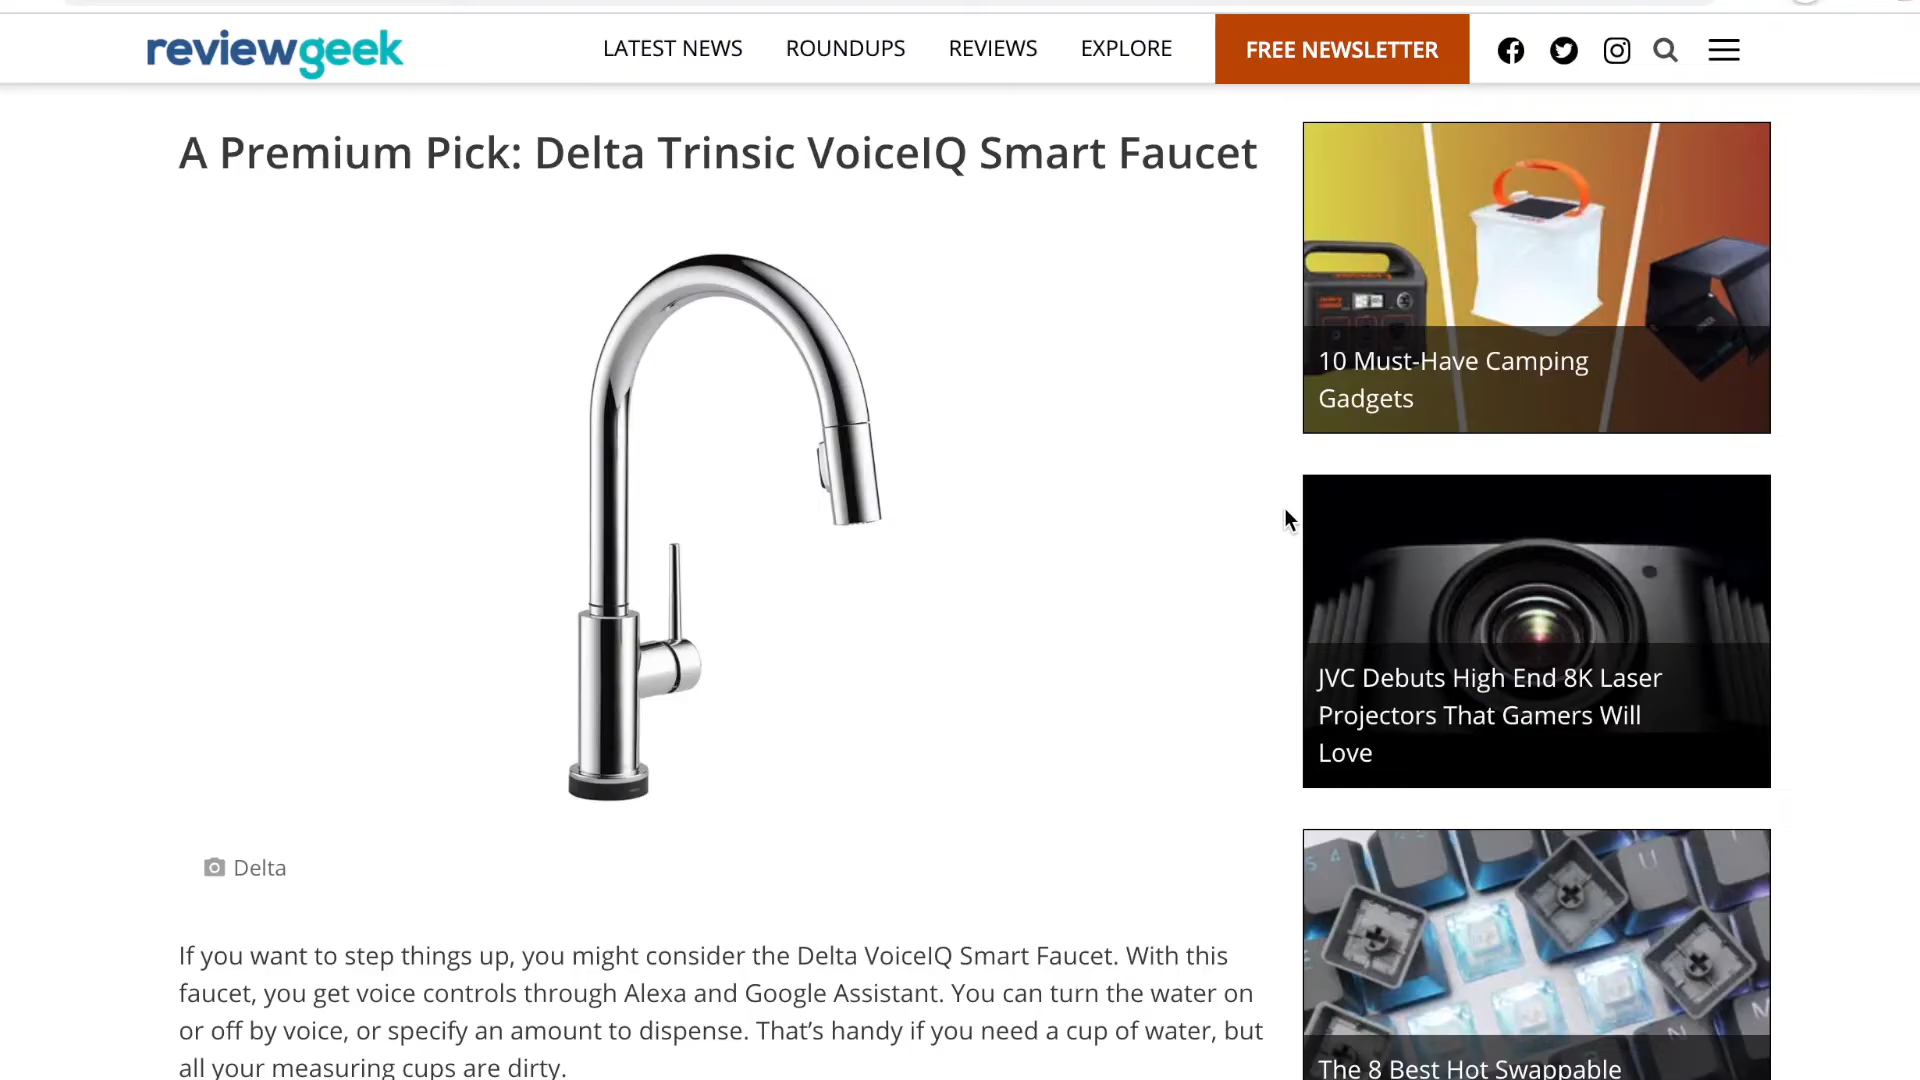 reviewgeek
LATEST NEWS
ROUNDUPS
REVIEWS
EXPLORE
FREE NEWSLETTER
A Premium Pick: Delta Trinsic VoiceIQ Smart Faucet
Delta
If you want to step things up, you might consider the Delta VoiceIQ Smart Faucet. With this
faucet, you get voice controls through Alexa and Google Assistant. You can turn the water on
or off by voice, or specify an amount to dispense. That’s handy if you need a cup of water, but
all your measuring cups are dirty.
10 Must-Have Camping
Gadgets
JVC Debuts High End 8K Laser
Projectors That Gamers Will
Love
The 8 Best Hot Swappable